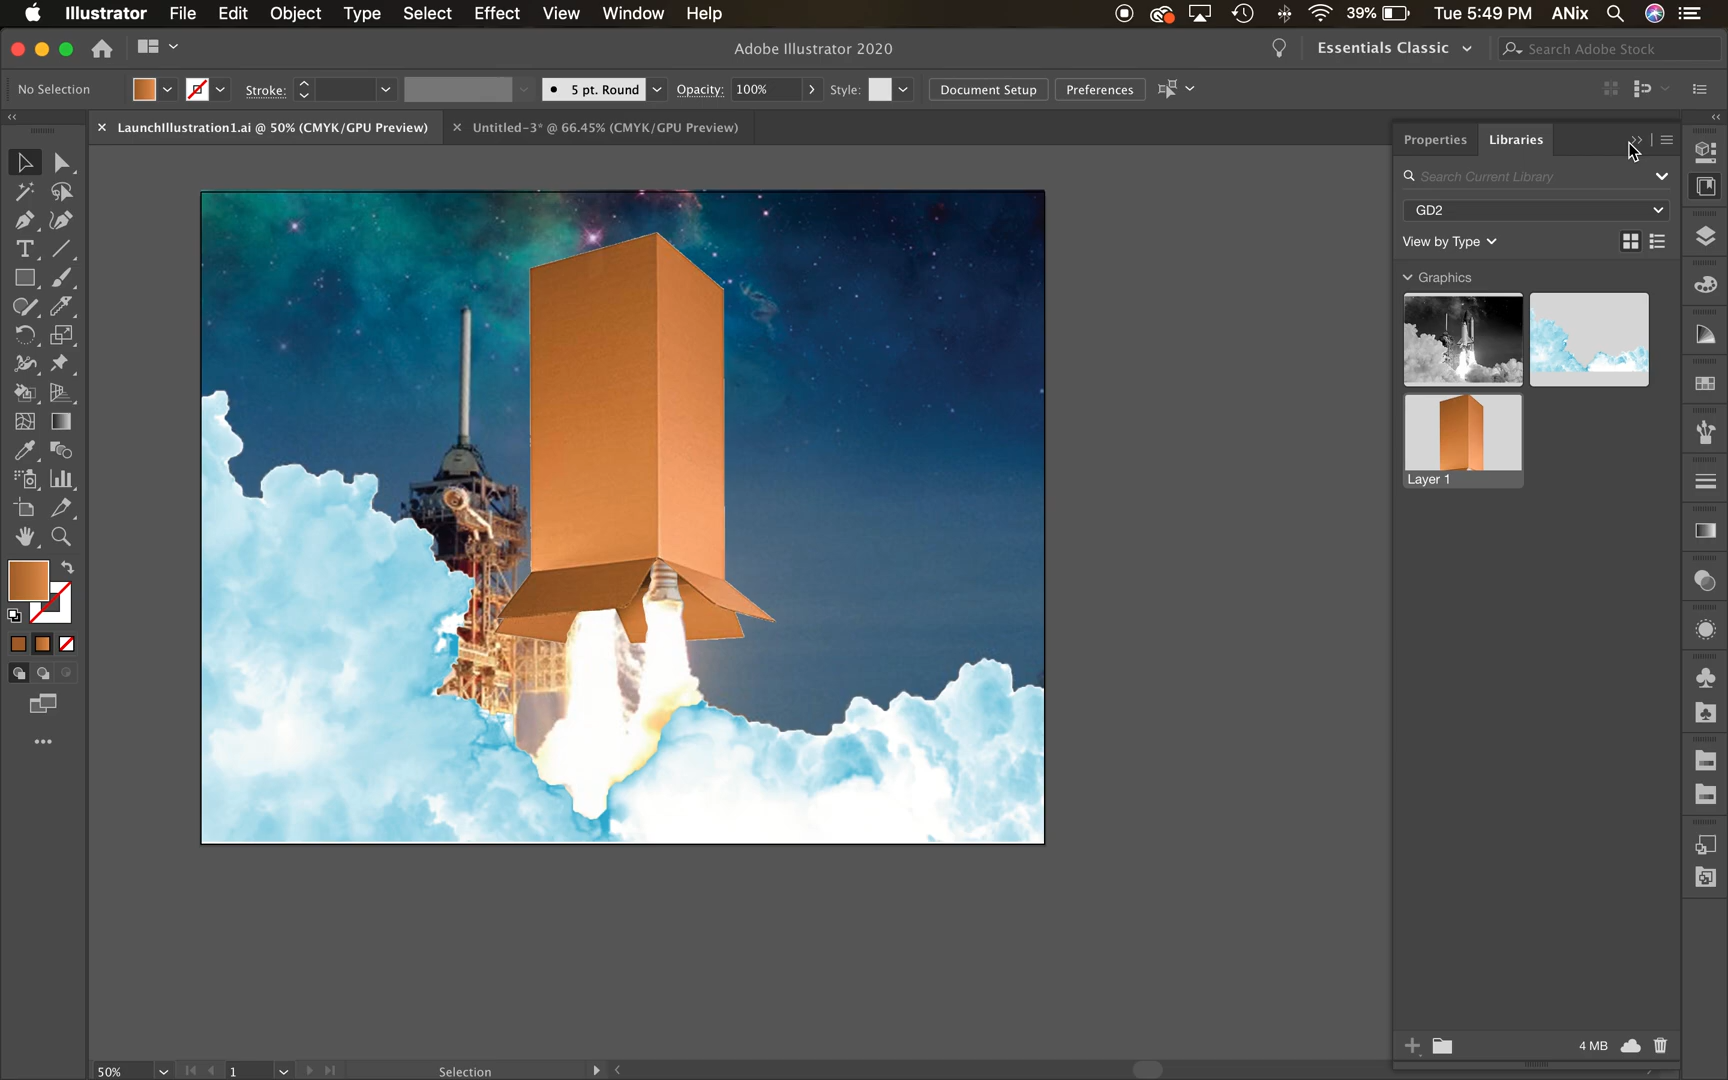 Illustrator File Edit Object Type Select Effect View Window Help 39% Tue 5:49 PM ANix
Adobe Illustrator 2020 Essentials Classic Search Adobe Stock
No Selection Stroke: 5 pt. Round Opacity: 100% Style: Document Setup Preferences
LaunchIllustration1.ai @ 50% (CMYK/GPU Preview) Untitled-3* @ 66.45% (CMYK/GPU Preview)
Properties Libraries
Search Current Library
GD2
View by Type
Graphics
Layer 1
4 MB
50% 1 Selection